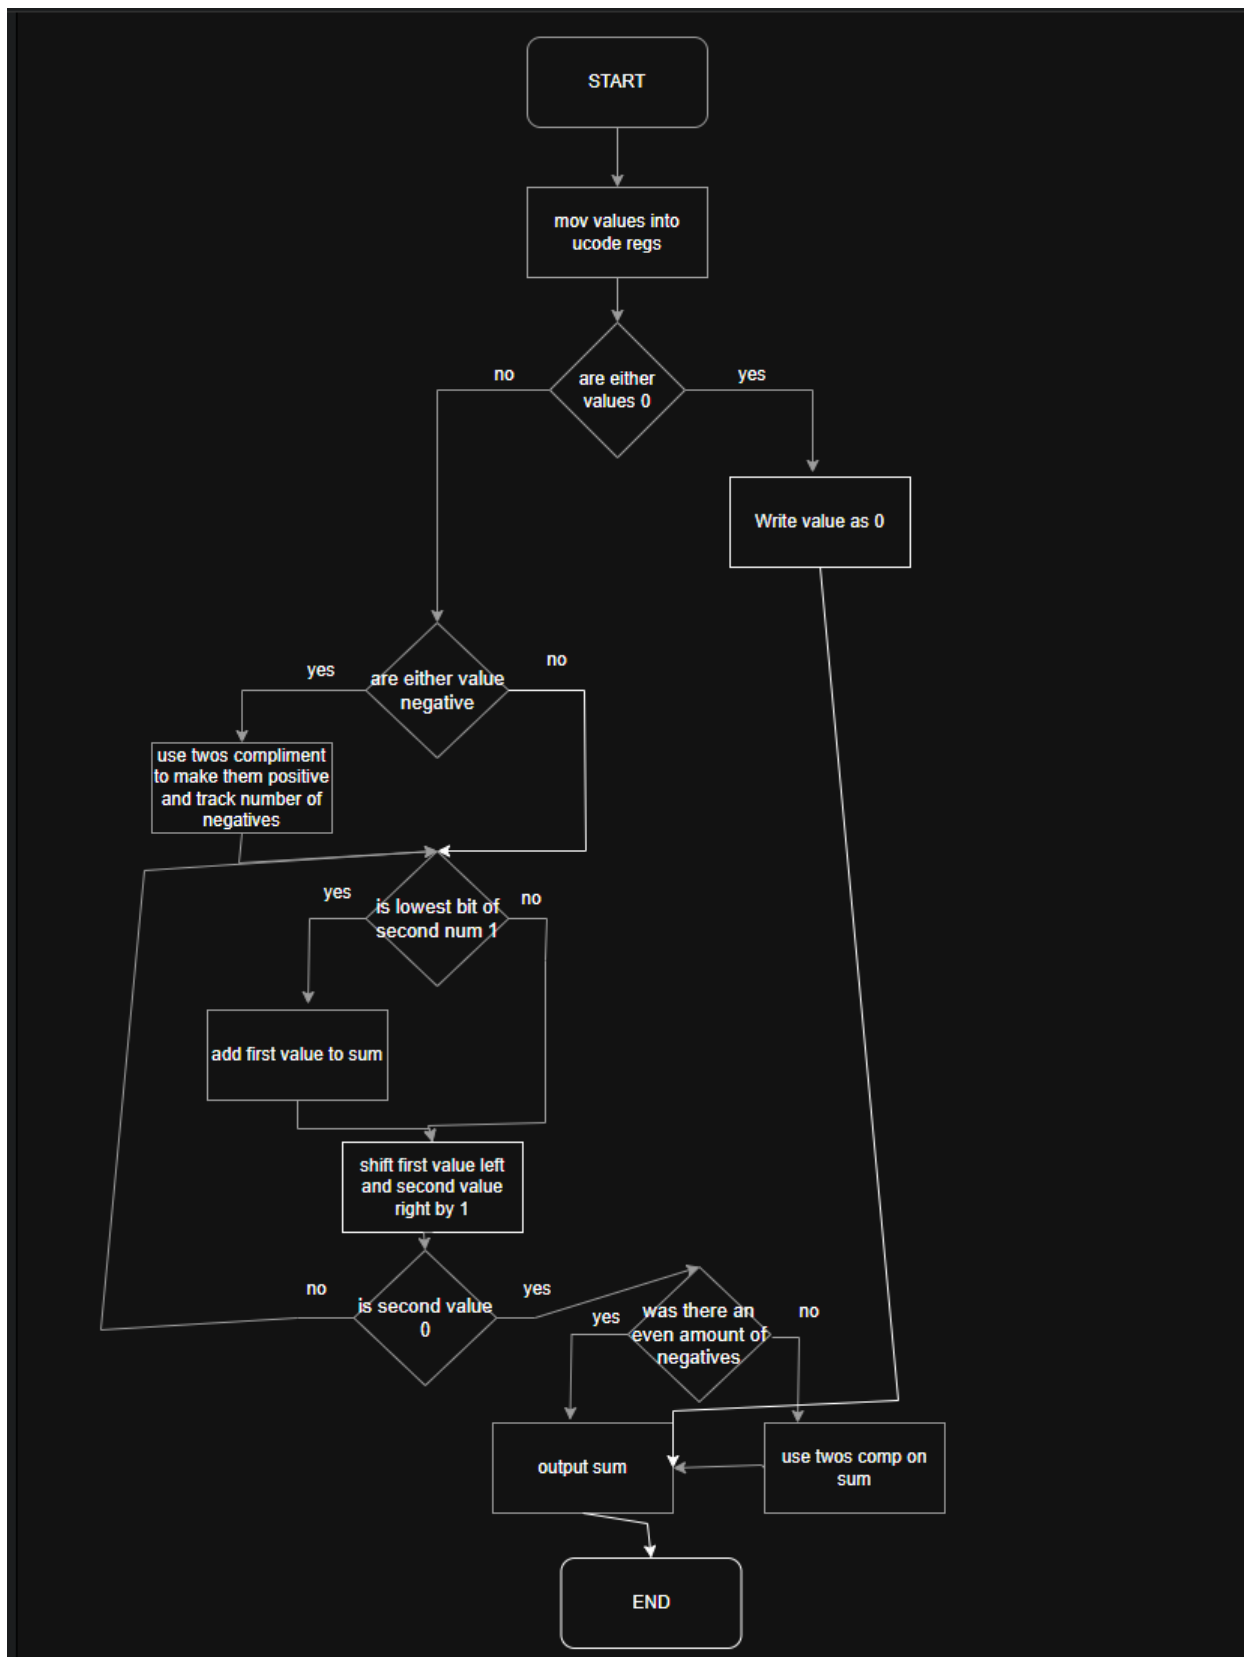 START
mov values into
ucode regs
no
are either
values 0
yes
Write value as 0
yes
are either value
negative
no
use twos compliment
to make them positive
and track number of
negatives
yes
is lowest bit of
second num 1
no
add first value to sum
shift first value left
and second value
right by 1
no
is second value
0
yes
yes
was there an
even amount of
negatives
no
output sum
use twos comp on
sum
END